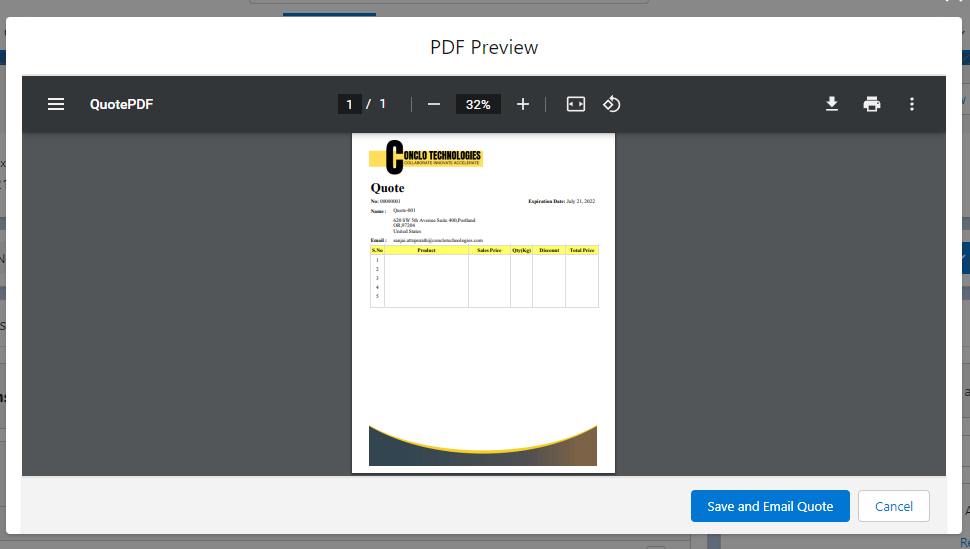 PDF Preview
QuotePDF
1 / 1
32%
CONCLO TECHNOLOGIES
COLLABORATE INNOVATE ACCELERATE
Quote
No: 00000001 Expiration Date: July 21, 2022
Name : Quote-001
620 SW 5th Avenue Suite 400,Portland
OR,97204
United States
Email : sanjai.attapurath@conclotechnologies.com
S.No Product Sales Price Qty(Kg) Discount Total Price
1
2
3
4
5
Save and Email Quote
Cancel